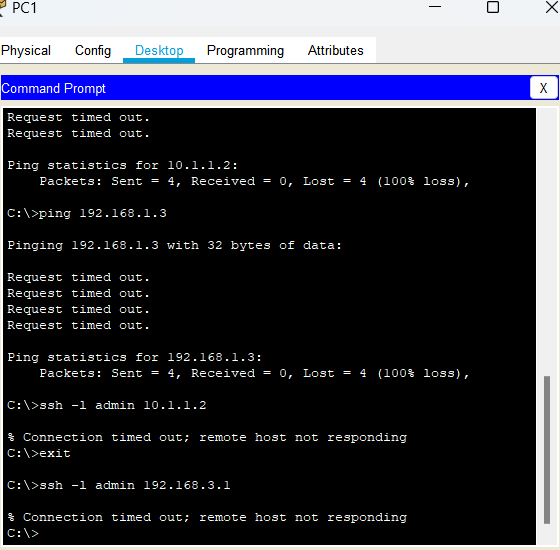 PC1
Physical Config Desktop Programming Attributes
Command Prompt X
Request timed out.
Request timed out.
Ping statistics for 10.1.1.2:
Packets: Sent = 4, Received = 0, Lost = 4 (100% loss),
C:\>ping 192.168.1.3
Pinging 192.168.1.3 with 32 bytes of data:
Request timed out.
Request timed out.
Request timed out.
Request timed out.
Ping statistics for 192.168.1.3:
Packets: Sent = 4, Received = 0, Lost = 4 (100% loss),
C:\>ssh -l admin 10.1.1.2
% Connection timed out; remote host not responding
C:\>exit
C:\>ssh -l admin 192.168.3.1
% Connection timed out; remote host not responding
C:\>